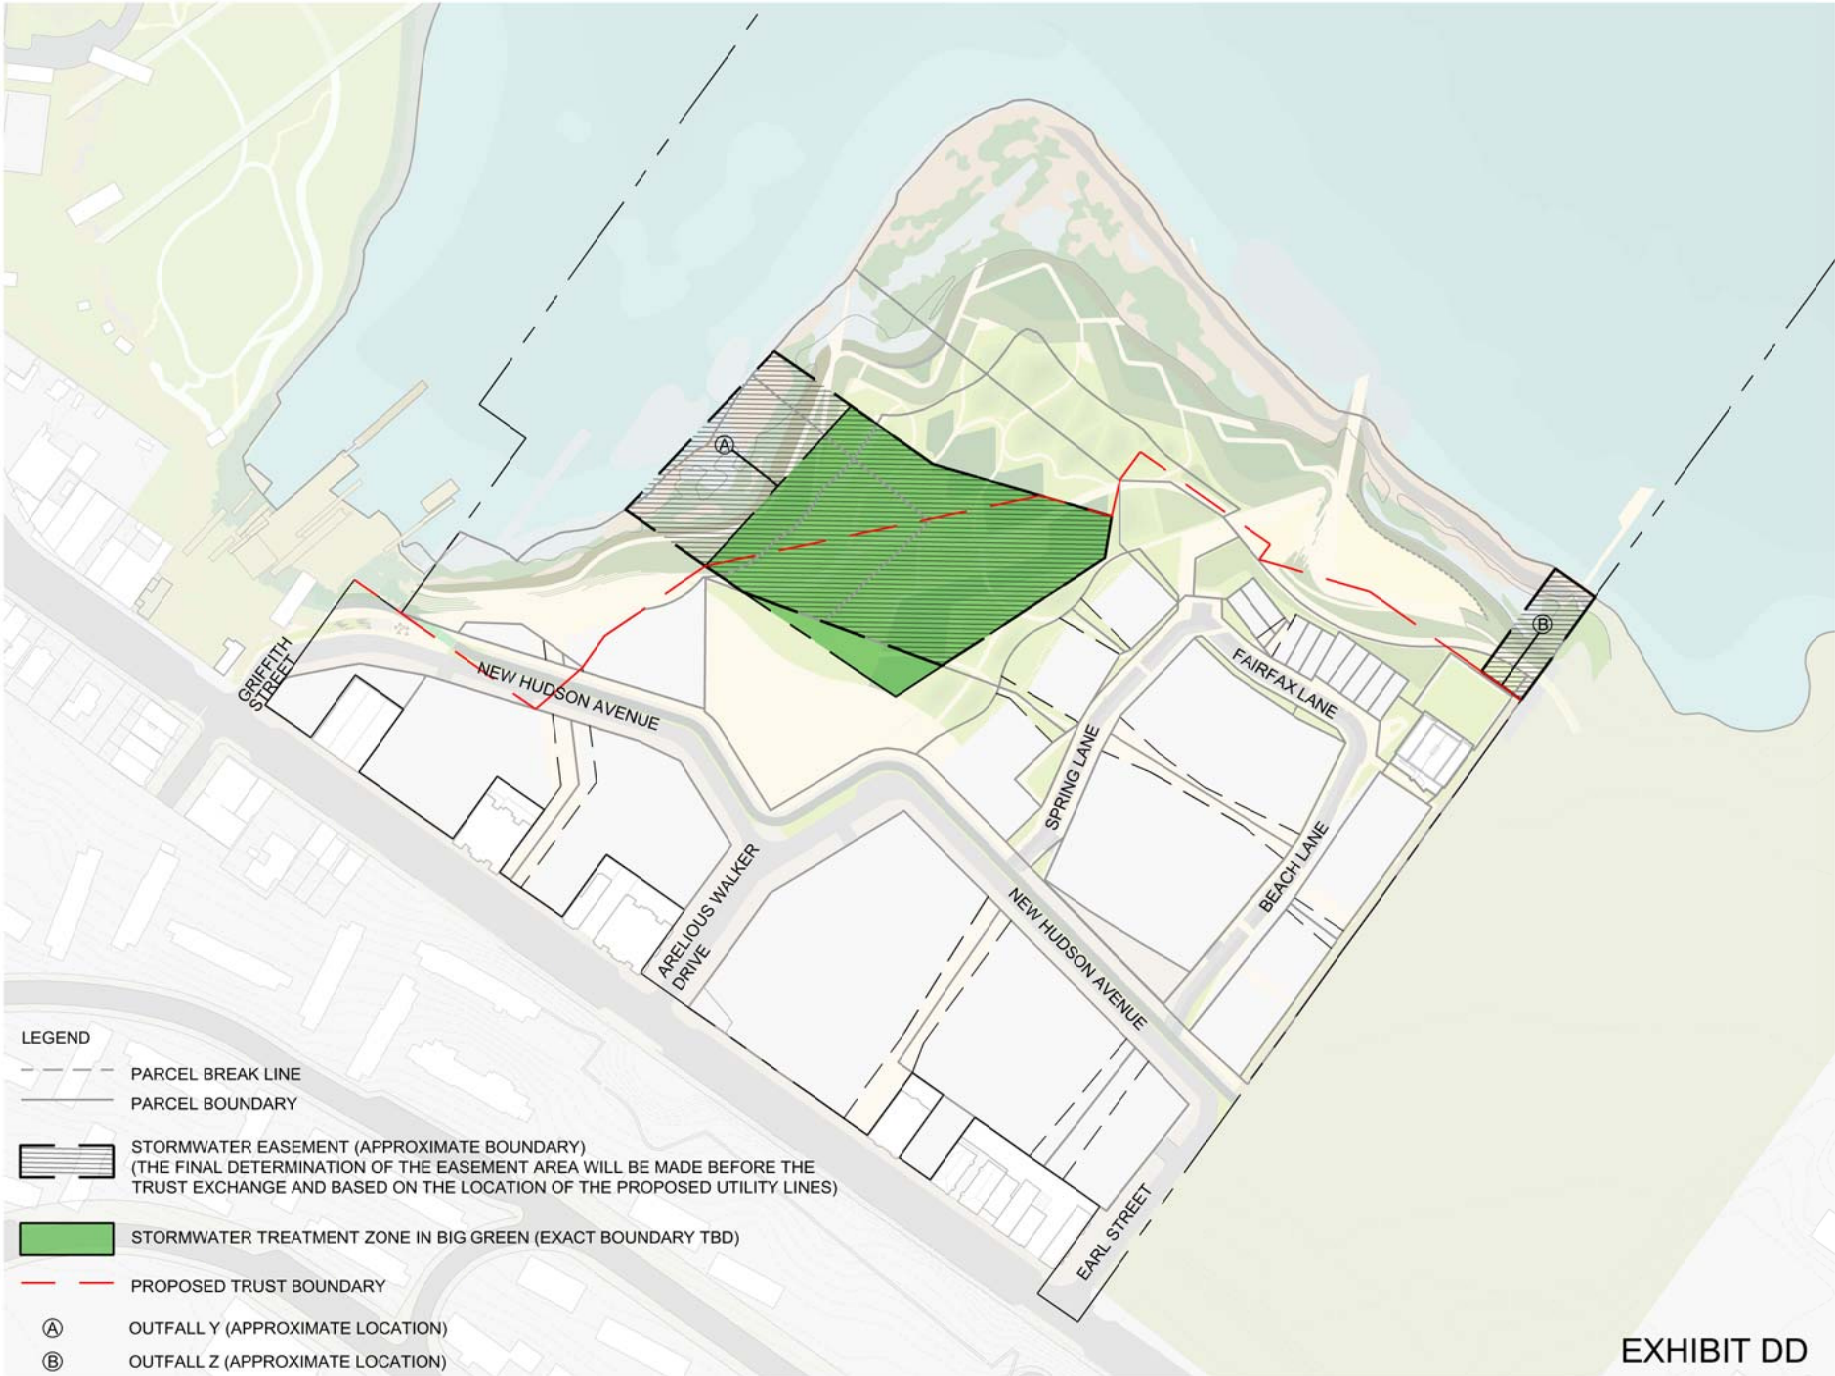 A
B
GRIFFITH
STREET
NEW HUDSON AVENUE
FAIRFAX LANE
SPRING LANE
BEACH LANE
ARELIOUS WALKER
DRIVE
NEW HUDSON AVENUE
EARL STREET
LEGEND
PARCEL BREAK LINE
PARCEL BOUNDARY
STORMWATER EASEMENT (APPROXIMATE BOUNDARY)
(THE FINAL DETERMINATION OF THE EASEMENT AREA WILL BE MADE BEFORE THE
TRUST EXCHANGE AND BASED ON THE LOCATION OF THE PROPOSED UTILITY LINES)
STORMWATER TREATMENT ZONE IN BIG GREEN (EXACT BOUNDARY TBD)
PROPOSED TRUST BOUNDARY
A OUTFALL Y (APPROXIMATE LOCATION)
B OUTFALL Z (APPROXIMATE LOCATION)
EXHIBIT DD